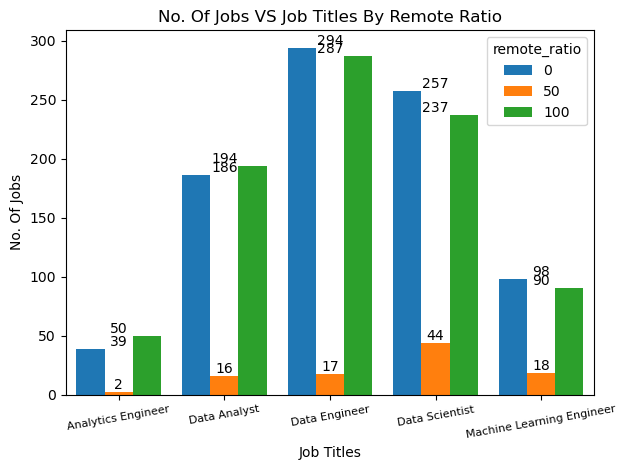 No. Of Jobs VS Job Titles By Remote Ratio
No. Of Jobs
300
250
200
150
100
50
0
remote_ratio
0
50
100
50
39
2
194
186
16
294
287
17
257
237
44
98
90
18
Analytics Engineer
Data Analyst
Data Engineer
Data Scientist
Machine Learning Engineer
Job Titles